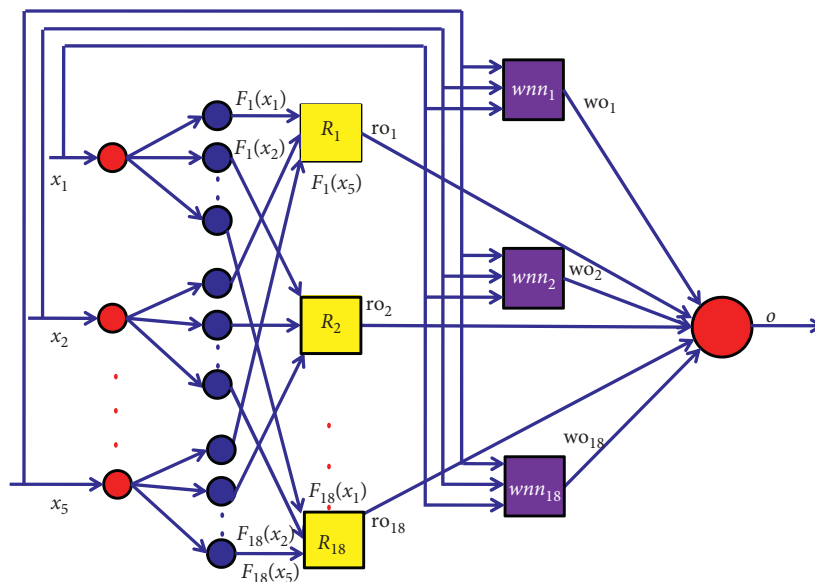 F₁(x₁)
F₁(x₂)
F₁(x₅)
R₁
ro₁
wnn₁
wo₁
x₁
wnn₂
wo₂
x₂
R₂
ro₂
o
x₅
F₁₈(x₁)
F₁₈(x₂)
F₁₈(x₅)
R₁₈
ro₁₈
wnn₁₈
wo₁₈